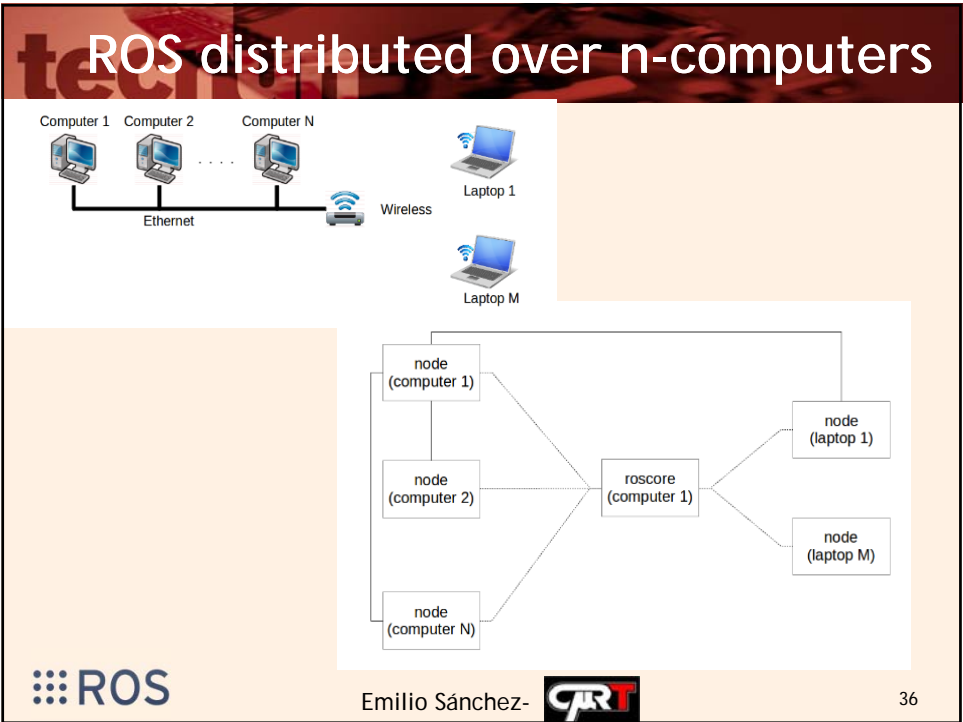 tecnun
ROS distributed over n-computers
Computer 1
Computer 2
Computer N
. . . .
Ethernet
Wireless
Laptop 1
Laptop M
node
(computer 1)
node
(computer 2)
node
(computer N)
roscore
(computer 1)
node
(laptop 1)
node
(laptop M)
ROS
Emilio Sánchez-
36